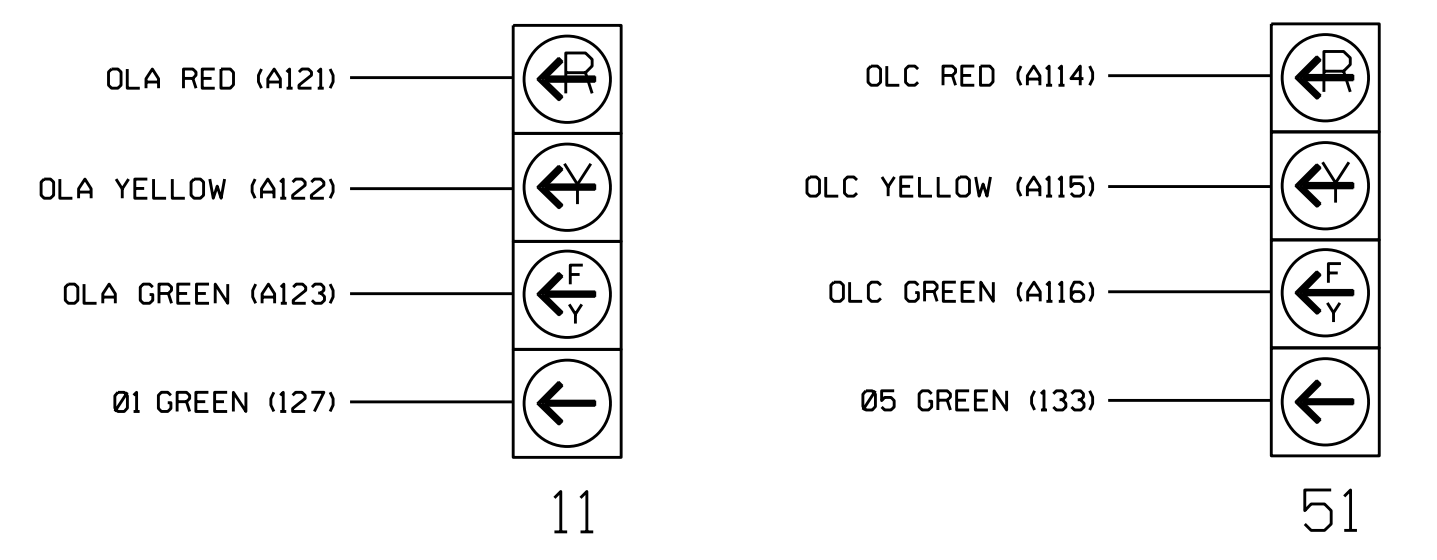 OLA RED (A121)
R
OLA YELLOW (A122)
Y
OLA GREEN (A123)
F
Y
Ø1 GREEN (127)
11
OLC RED (A114)
R
OLC YELLOW (A115)
Y
OLC GREEN (A116)
F
Y
Ø5 GREEN (133)
51